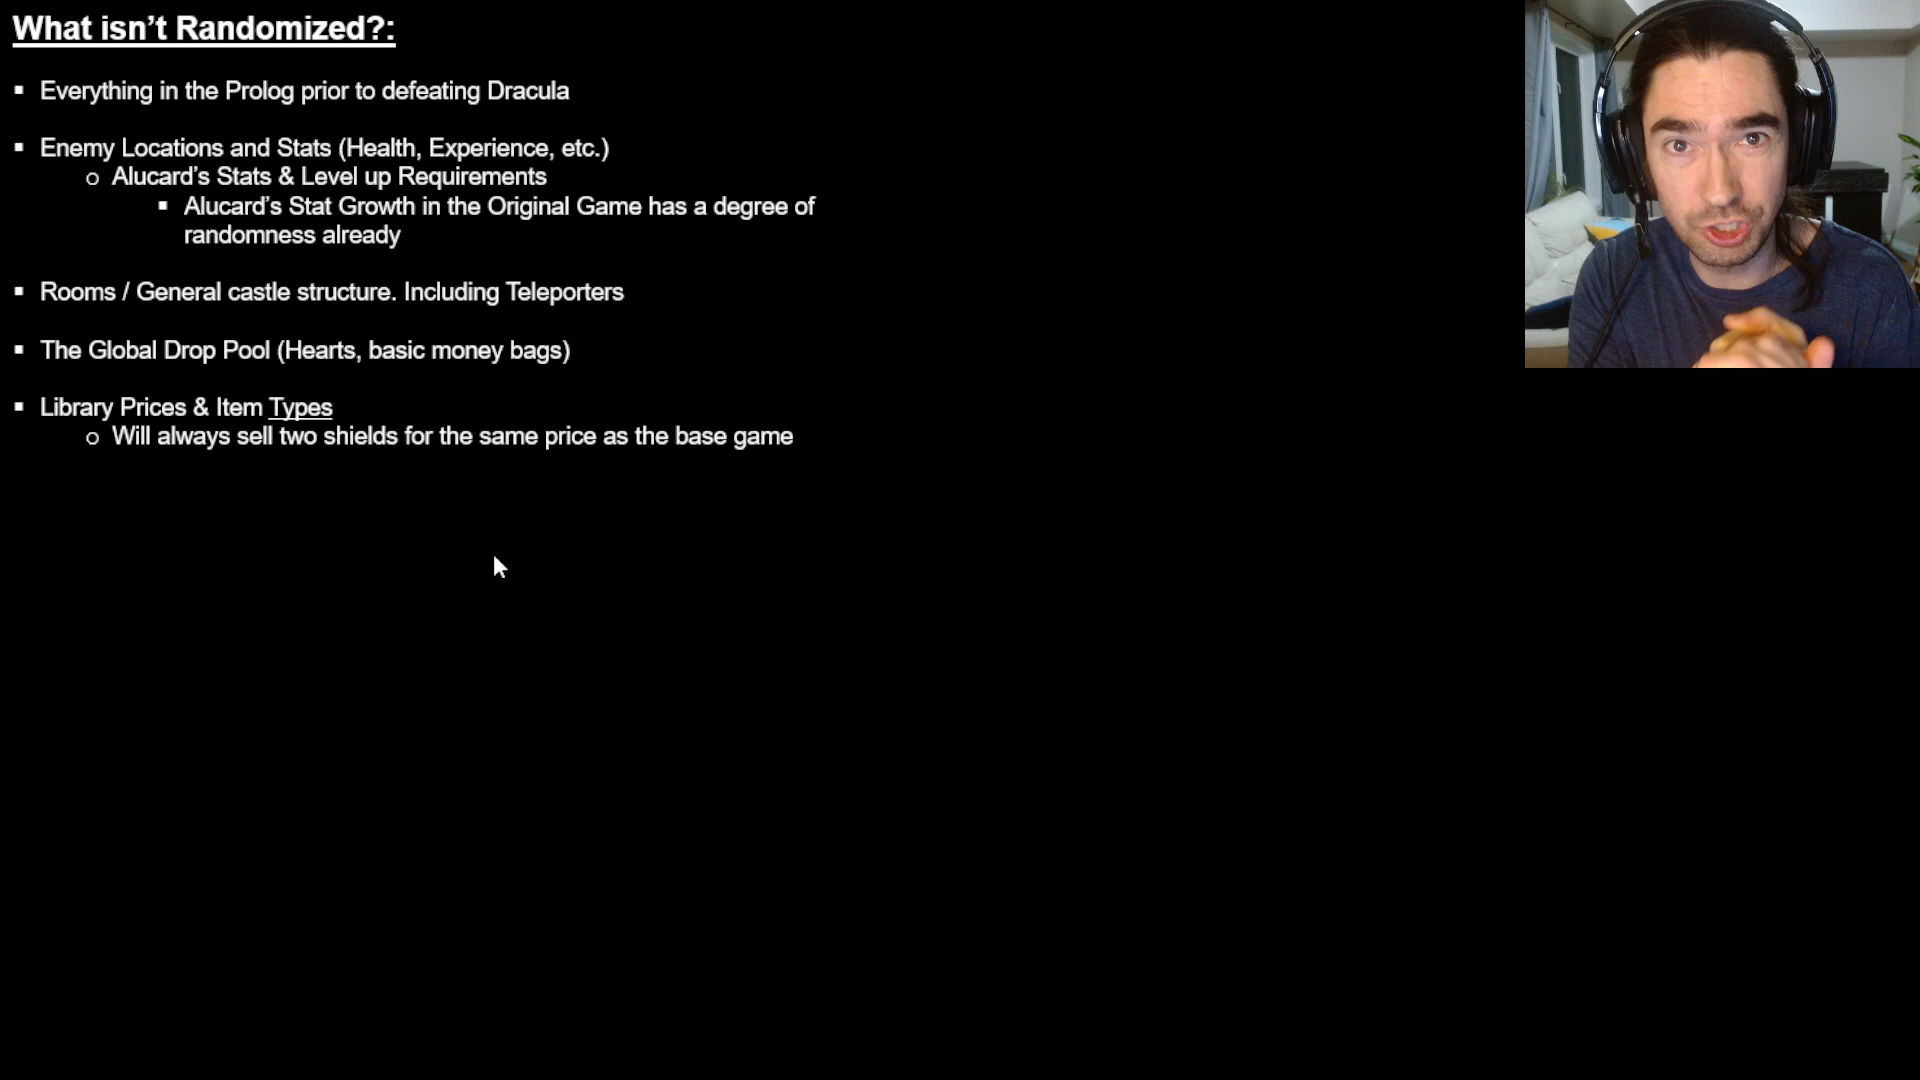 What isn’t Randomized?:
▪ Everything in the Prolog prior to defeating Dracula
▪ Enemy Locations and Stats (Health, Experience, etc.)
o Alucard’s Stats & Level up Requirements
▪ Alucard’s Stat Growth in the Original Game has a degree of
randomness already
▪ Rooms / General castle structure. Including Teleporters
▪ The Global Drop Pool (Hearts, basic money bags)
▪ Library Prices & Item Types
o Will always sell two shields for the same price as the base game